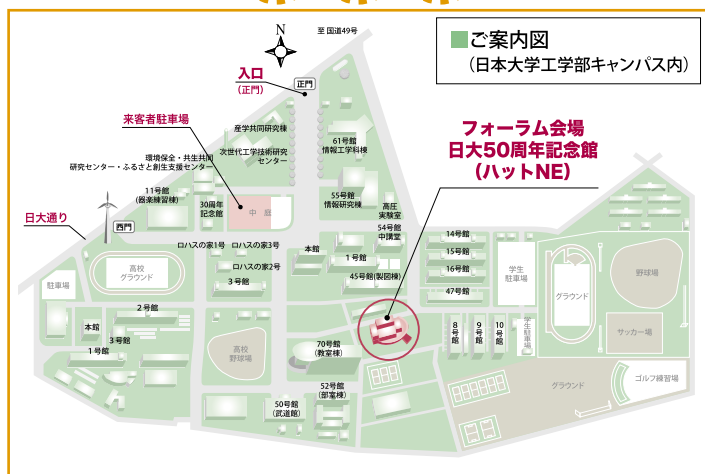 N
至 国道49号
■ご案内図
(日本大学工学部キャンパス内)
入口
(正門)
正門
来客者駐車場
産学共同研究棟
次世代工学技術研究
センター
環境保全・共生共同
研究センター・ふるさと創生支援センター
61号館
情報工学科棟
フォーラム会場
日大50周年記念館
(ハットNE)
11号館
(器楽練習棟)
30周年
記念館
中庭
55号館
情報研究棟
高圧
実験室
日大通り
西門
54号館
中講堂
14号館
15号館
16号館
47号館
ロハスの家1号
ロハスの家3号
ロハスの家2号
本館
1号館
45号館(製図棟)
3号館
高校
グラウンド
駐車場
学生
駐車場
グラウンド
野球場
2号館
本館
3号館
1号館
高校
野球場
70号館
(教室棟)
8号館
9号館
10号館
学生駐車場
サッカー場
52号館
(部室棟)
50号館
(武道館)
グラウンド
ゴルフ練習場